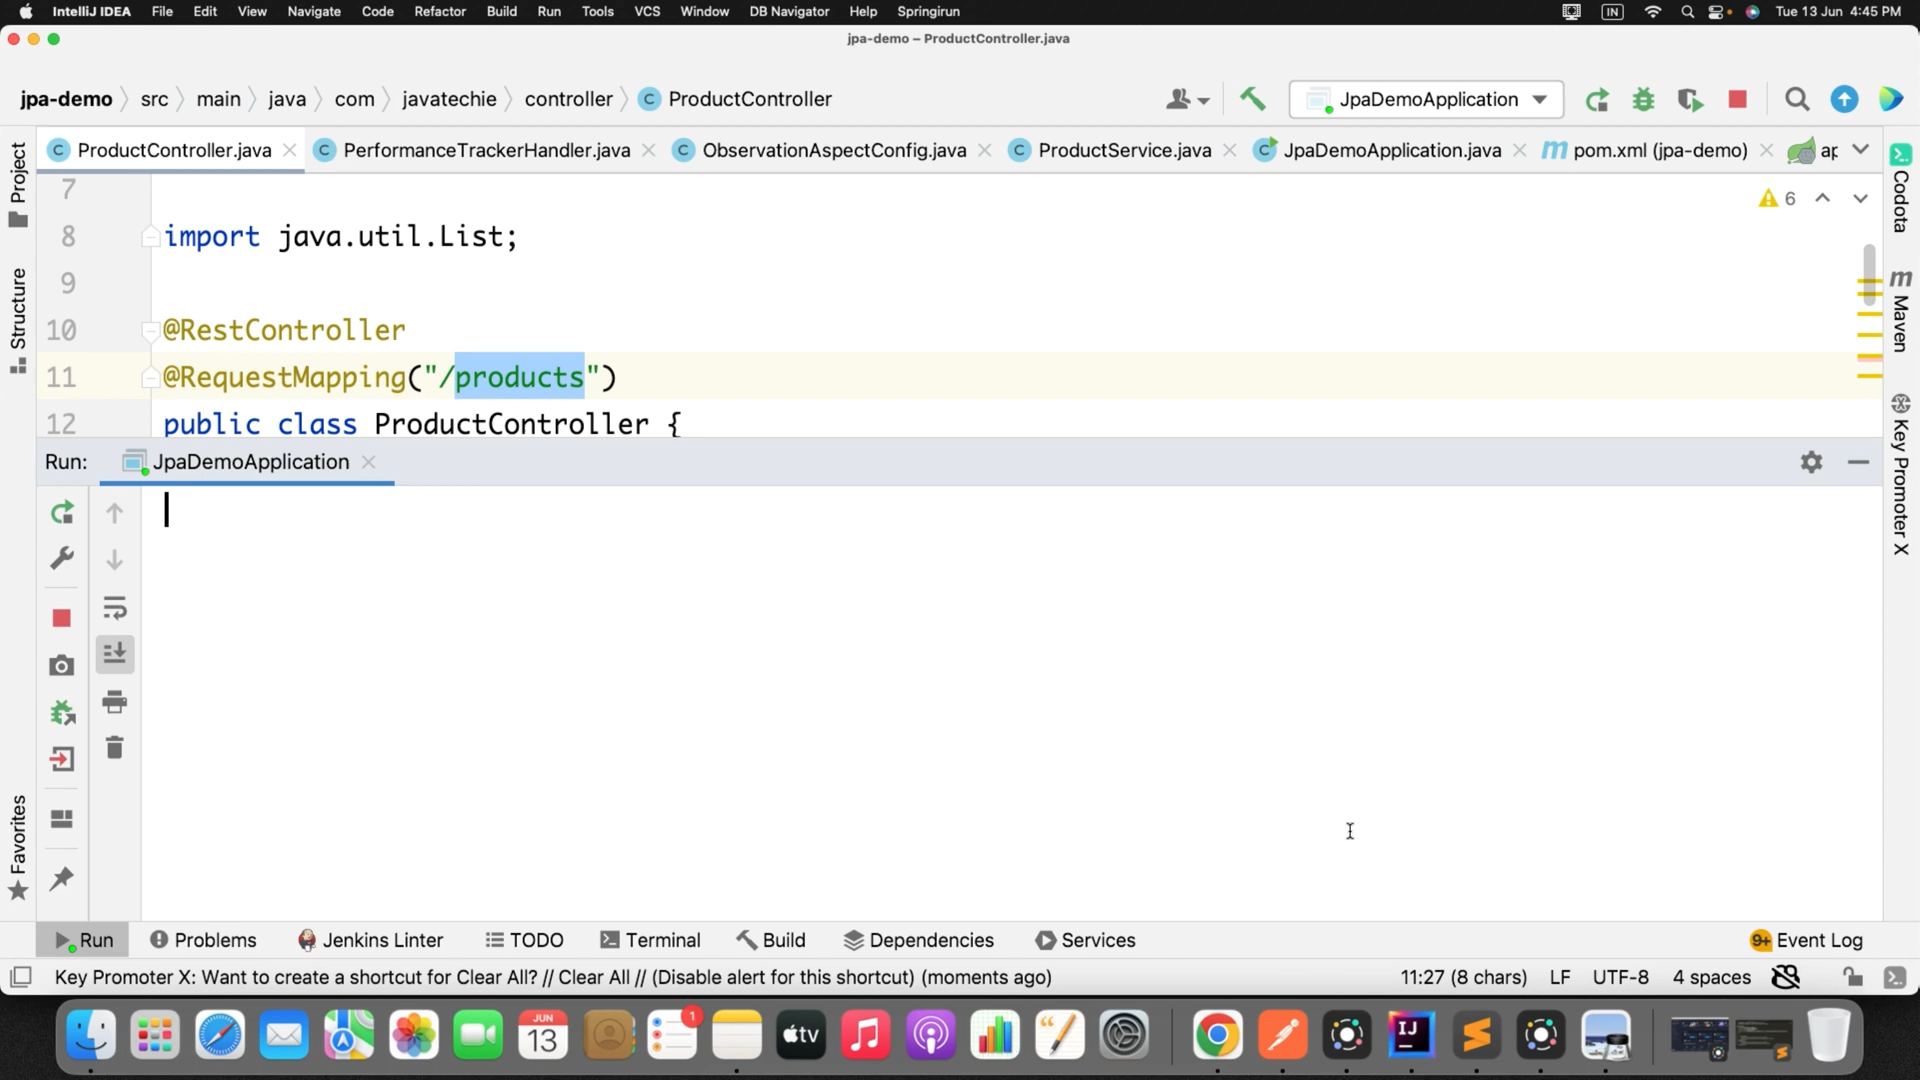 IntelliJ IDEA File Edit View Navigate Code Refactor Build Run Tools VCS Window DB Navigator Help Springirun IN Tue 13 Jun 4:45 PM
jpa-demo – ProductController.java
jpa-demo src main java com javatechie controller C ProductController JpaDemoApplication
C ProductController.java C PerformanceTrackerHandler.java C ObservationAspectConfig.java C ProductService.java C JpaDemoApplication.java m pom.xml (jpa-demo) ap
Project
Structure
Favorites
7
8 import java.util.List;
9
10 @RestController
11 @RequestMapping("/products")
12 public class ProductController {
6
Codota
m Maven
Key Promoter X
Run: JpaDemoApplication
Run Problems Jenkins Linter TODO Terminal Build Dependencies Services 9+ Event Log
Key Promoter X: Want to create a shortcut for Clear All? // Clear All // (Disable alert for this shortcut) (moments ago) 11:27 (8 chars) LF UTF-8 4 spaces
JUN
13
1
tv
IJ